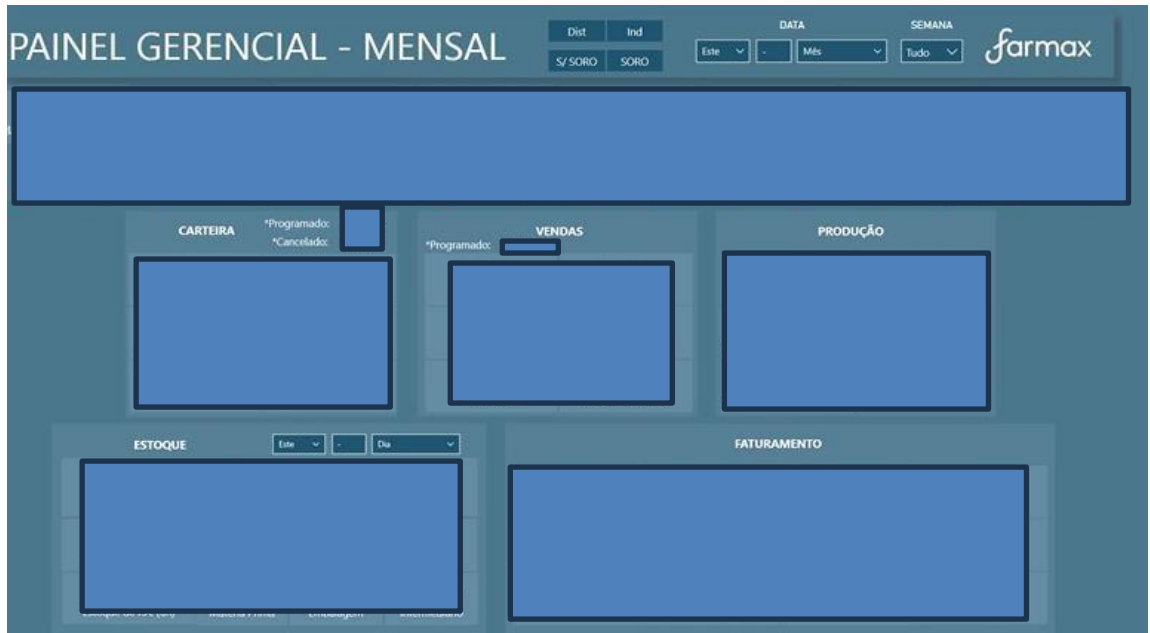 PAINEL GERENCIAL - MENSAL
Dist Ind
S/ SORO SORO
DATA
Este - Mês
SEMANA
Tudo
farmax
CARTEIRA
*Programado:
*Cancelado:
VENDAS
*Programado:
PRODUÇÃO
ESTOQUE
Este - Dia
FATURAMENTO